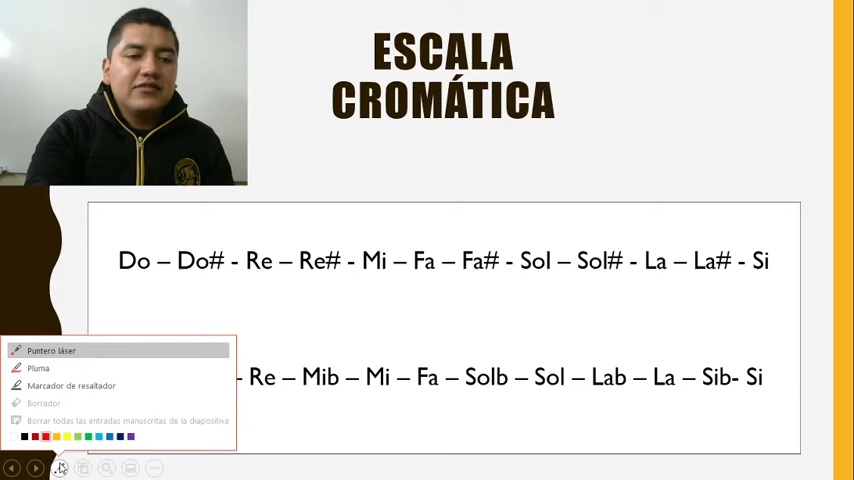 ESCALA
CROMÁTICA
Do – Do# - Re – Re# - Mi – Fa – Fa# - Sol – Sol# - La – La# - Si
- Re – Mib – Mi – Fa – Solb – Sol – Lab – La – Sib- Si
Puntero láser
Pluma
Marcador de resaltador
Borrador
Borrar todas las entradas manuscritas de la diapositiva